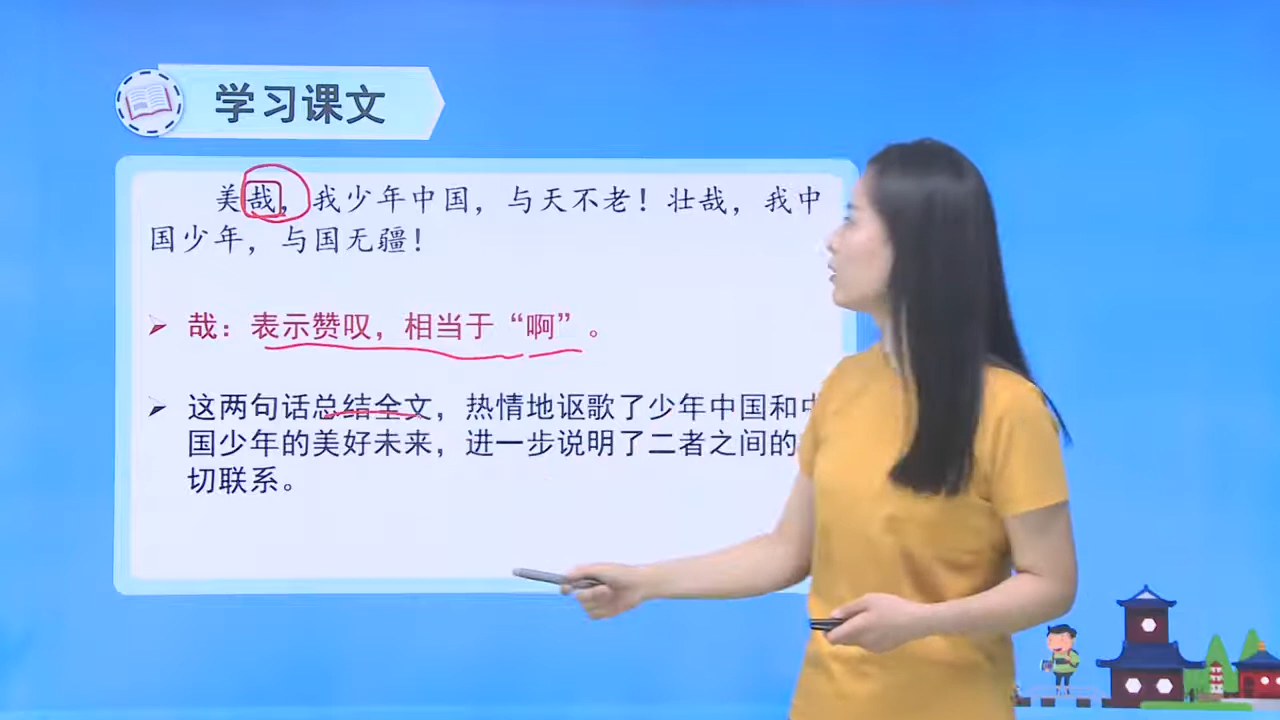 学习课文
美哉，我少年中国，与天不老！壮哉，我中
国少年，与国无疆！
哉：表示赞叹，相当于“啊”。
这两句话总结全文，热情地讴歌了少年中国和中
国少年的美好未来，进一步说明了二者之间的
切联系。